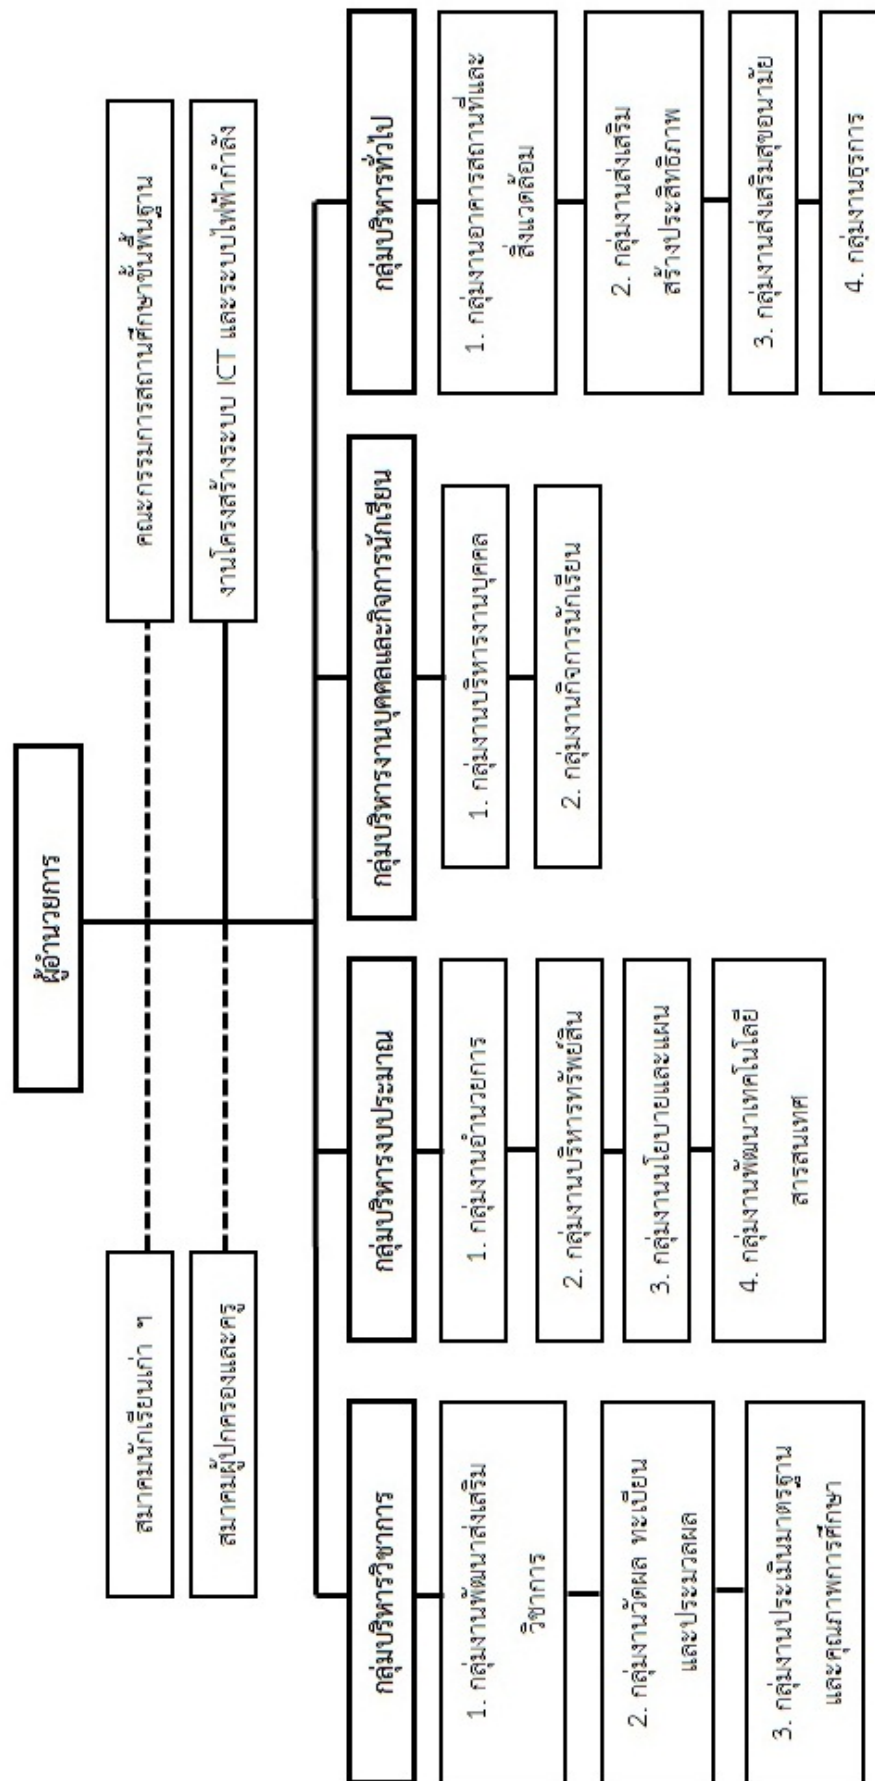 ผู้อำนวยการ
สมาคมนักเรียนเก่า ฯ
คณะกรรมการสถานศึกษาขั้นพื้นฐาน
สมาคมผู้ปกครองและครู
งานโครงสร้างระบบ ICT และระบบไฟฟ้ากำลัง
กลุ่มบริหารวิชาการ
1. กลุ่มงานพัฒนาส่งเสริม
วิชาการ
2. กลุ่มงานวัดผล ทะเบียน
และประมวลผล
3. กลุ่มงานประเมินมาตรฐาน
และคุณภาพการศึกษา
กลุ่มบริหารงบประมาณ
1. กลุ่มงานอำนวยการ
2. กลุ่มงานบริหารทรัพย์สิน
3. กลุ่มงานนโยบายและแผน
4. กลุ่มงานพัฒนาเทคโนโลยี
สารสนเทศ
กลุ่มบริหารงานบุคคลและกิจการนักเรียน
1. กลุ่มงานบริหารงานบุคคล
2. กลุ่มงานกิจการนักเรียน
กลุ่มบริหารทั่วไป
1. กลุ่มงานอาคารสถานที่และ
สิ่งแวดล้อม
2. กลุ่มงานส่งเสริม
สร้างประสิทธิภาพ
3. กลุ่มงานส่งเสริมสุขอนามัย
4. กลุ่มงานธุรการ